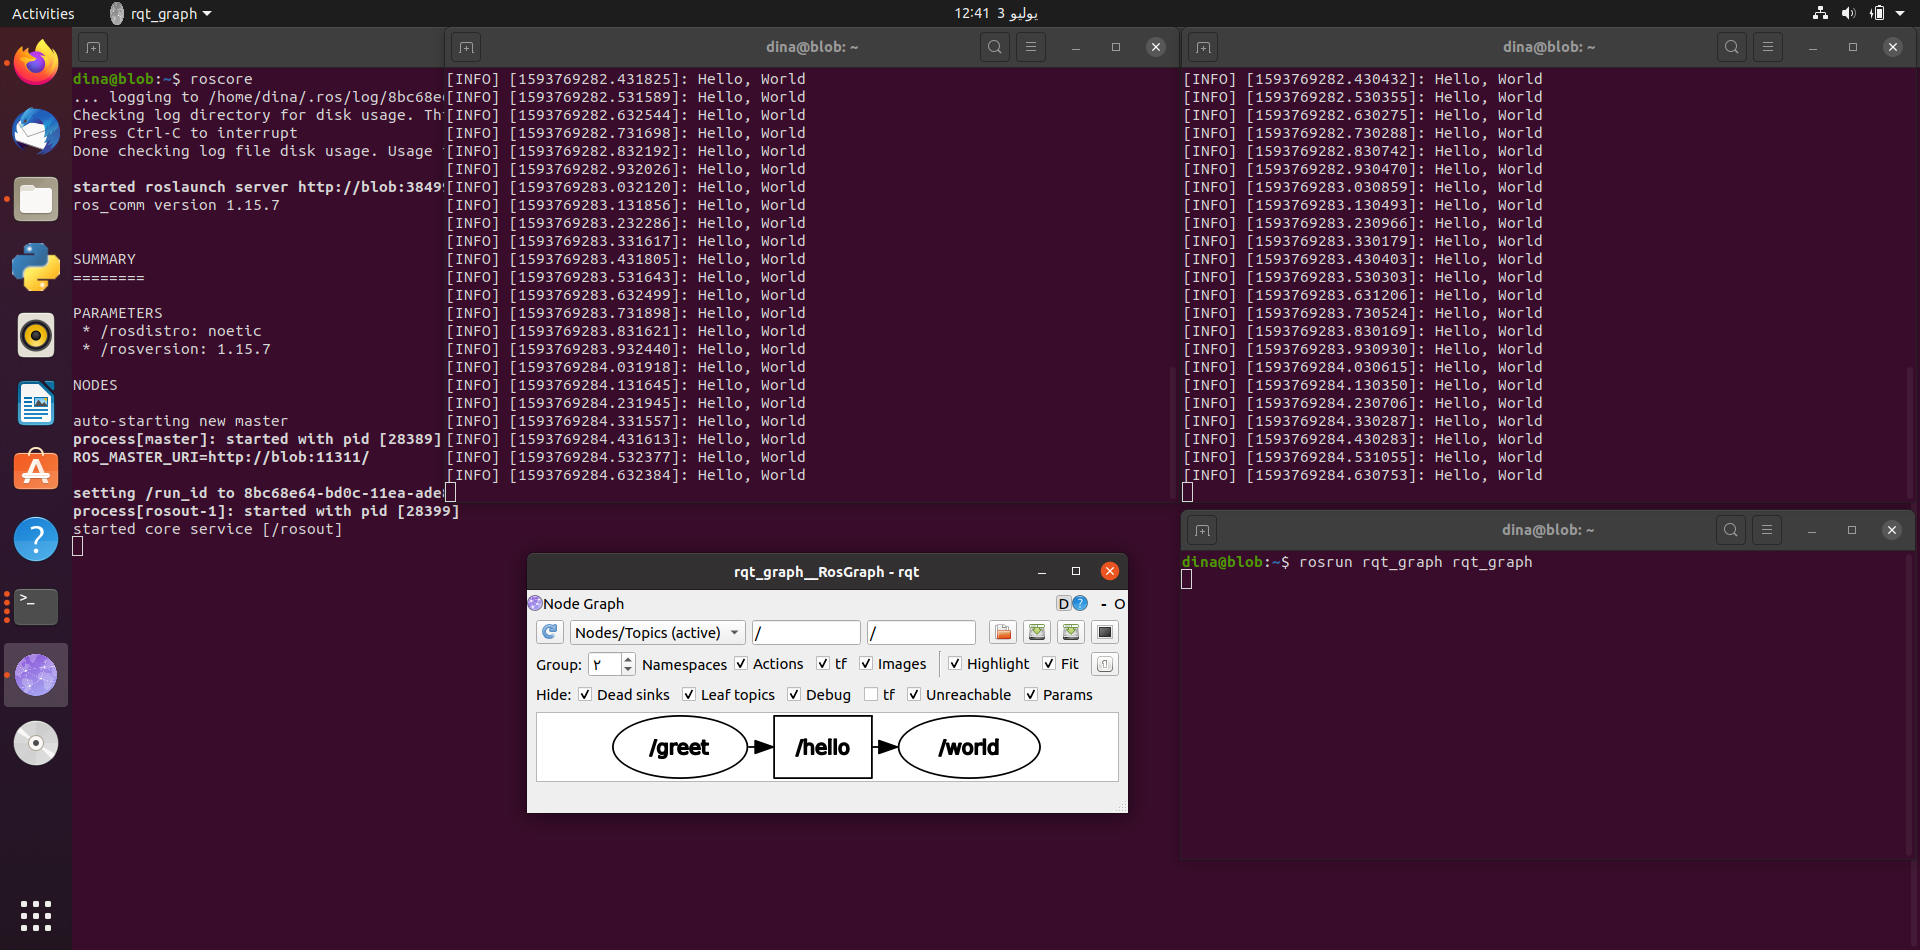 Activities
rqt_graph
12:41 3 يوليو
dina@blob:~$ roscore
... logging to /home/dina/.ros/log/8bc68e
Checking log directory for disk usage. Th
Press Ctrl-C to interrupt
Done checking log file disk usage. Usage
started roslaunch server http://blob:3849
ros_comm version 1.15.7
SUMMARY
========
PARAMETERS
* /rosdistro: noetic
* /rosversion: 1.15.7
NODES
auto-starting new master
process[master]: started with pid [28389]
ROS_MASTER_URI=http://blob:11311/
setting /run_id to 8bc68e64-bd0c-11ea-ade
process[rosout-1]: started with pid [28399]
started core service [/rosout]
dina@blob: ~
[INFO] [1593769282.431825]: Hello, World
[INFO] [1593769282.531589]: Hello, World
[INFO] [1593769282.632544]: Hello, World
[INFO] [1593769282.731698]: Hello, World
[INFO] [1593769282.832192]: Hello, World
[INFO] [1593769282.932026]: Hello, World
[INFO] [1593769283.032120]: Hello, World
[INFO] [1593769283.131856]: Hello, World
[INFO] [1593769283.232286]: Hello, World
[INFO] [1593769283.331617]: Hello, World
[INFO] [1593769283.431805]: Hello, World
[INFO] [1593769283.531643]: Hello, World
[INFO] [1593769283.632499]: Hello, World
[INFO] [1593769283.731898]: Hello, World
[INFO] [1593769283.831621]: Hello, World
[INFO] [1593769283.932440]: Hello, World
[INFO] [1593769284.031918]: Hello, World
[INFO] [1593769284.131645]: Hello, World
[INFO] [1593769284.231945]: Hello, World
[INFO] [1593769284.331557]: Hello, World
[INFO] [1593769284.431613]: Hello, World
[INFO] [1593769284.532377]: Hello, World
[INFO] [1593769284.632384]: Hello, World
dina@blob: ~
[INFO] [1593769282.430432]: Hello, World
[INFO] [1593769282.530355]: Hello, World
[INFO] [1593769282.630275]: Hello, World
[INFO] [1593769282.730288]: Hello, World
[INFO] [1593769282.830742]: Hello, World
[INFO] [1593769282.930470]: Hello, World
[INFO] [1593769283.030859]: Hello, World
[INFO] [1593769283.130493]: Hello, World
[INFO] [1593769283.230966]: Hello, World
[INFO] [1593769283.330179]: Hello, World
[INFO] [1593769283.430403]: Hello, World
[INFO] [1593769283.530303]: Hello, World
[INFO] [1593769283.631206]: Hello, World
[INFO] [1593769283.730524]: Hello, World
[INFO] [1593769283.830169]: Hello, World
[INFO] [1593769283.930930]: Hello, World
[INFO] [1593769284.030615]: Hello, World
[INFO] [1593769284.130350]: Hello, World
[INFO] [1593769284.230706]: Hello, World
[INFO] [1593769284.330287]: Hello, World
[INFO] [1593769284.430283]: Hello, World
[INFO] [1593769284.531055]: Hello, World
[INFO] [1593769284.630753]: Hello, World
dina@blob: ~
dina@blob:~$ rosrun rqt_graph rqt_graph
rqt_graph__RosGraph - rqt
Node Graph D ? - O
Nodes/Topics (active) / /
Group: ٢ Namespaces Actions tf Images Highlight Fit
Hide: Dead sinks Leaf topics Debug tf Unreachable Params
/greet /hello /world